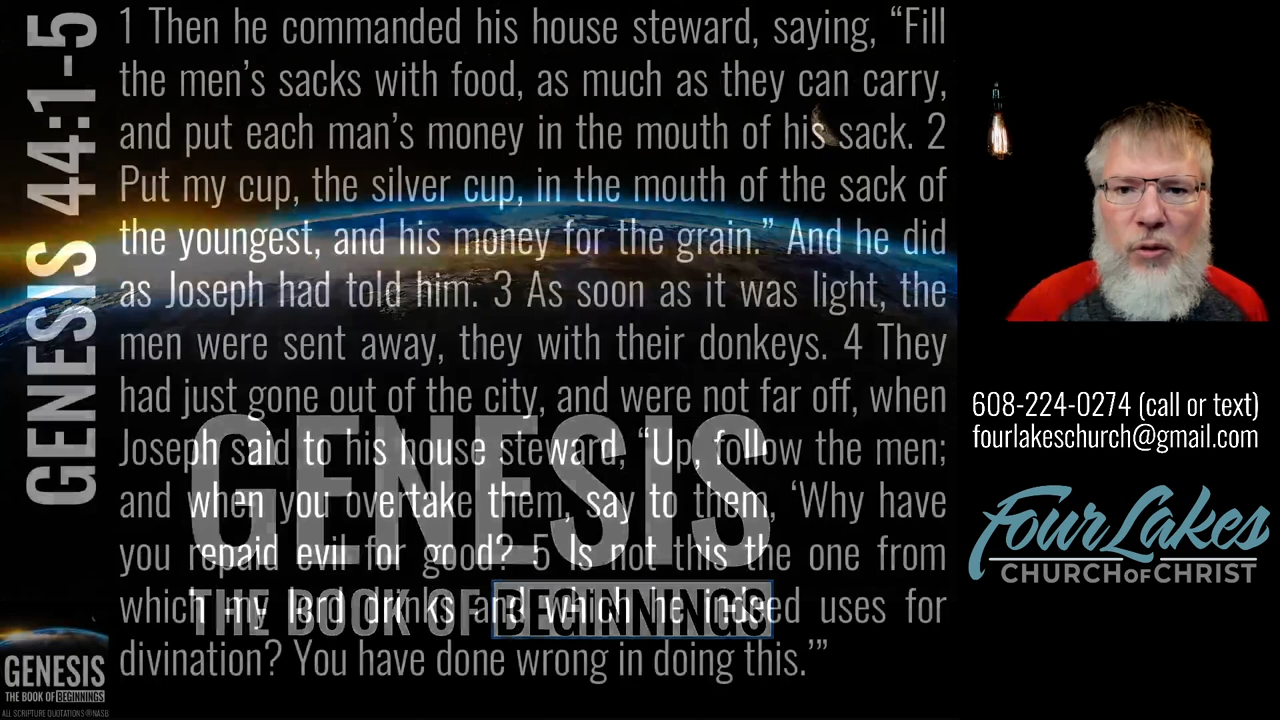 GENESIS 44:1-5
1 Then he commanded his house steward, saying, “Fill
the men’s sacks with food, as much as they can carry,
and put each man’s money in the mouth of his sack. 2
Put my cup, the silver cup, in the mouth of the sack of
the youngest, and his money for the grain.” And he did
as Joseph had told him. 3 As soon as it was light, the
men were sent away, they with their donkeys. 4 They
had just gone out of the city, and were not far off, when
Joseph said to his house steward, “Up, follow the men;
and when you overtake them, say to them, ‘Why have
you repaid evil for good? 5 Is not this the one from
which my lord drinks and which he indeed uses for
divination? You have done wrong in doing this.’”
GENESIS
THE BOOK OF BEGINNINGS
GENESIS
THE BOOK OF BEGINNINGS
ALL SCRIPTURE QUOTATIONS @ NASB
608-224-0274 (call or text)
fourlakeschurch@gmail.com
Four Lakes
CHURCH OF CHRIST